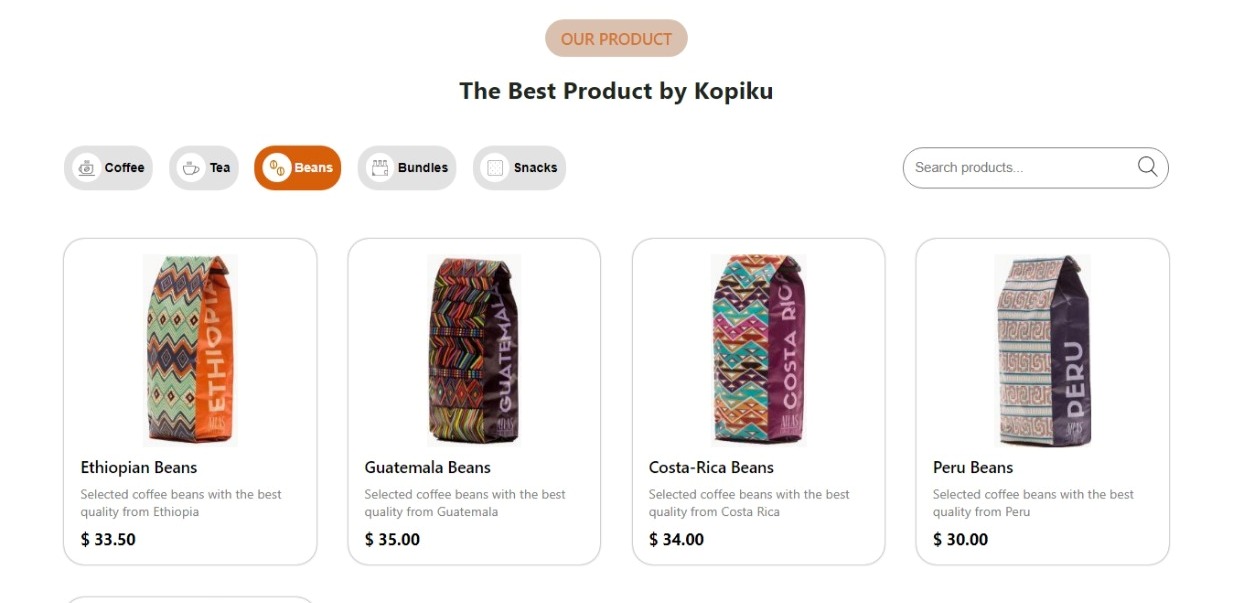 OUR PRODUCT
The Best Product by Kopiku
Coffee
Tea
Beans
Bundles
Snacks
Search products...
ETHIOPIA
GUATEMALA
COSTA RICA
PERU
Ethiopian Beans
Guatemala Beans
Costa-Rica Beans
Peru Beans
Selected coffee beans with the best
quality from Ethiopia
Selected coffee beans with the best
quality from Guatemala
Selected coffee beans with the best
quality from Costa Rica
Selected coffee beans with the best
quality from Peru
$ 33.50
$ 35.00
$ 34.00
$ 30.00